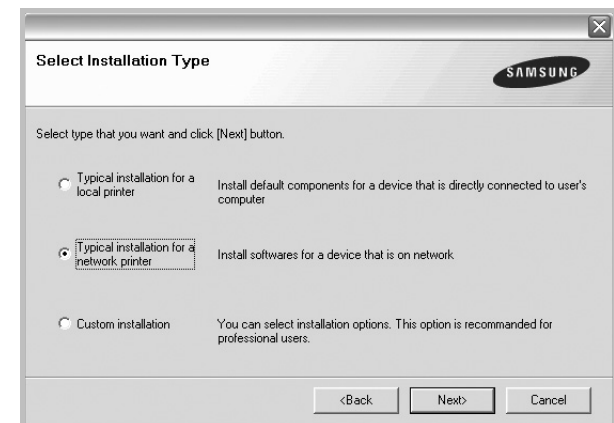 Select Installation Type
SAMSUNG
Select type that you want and click [Next] button.
Typical installation for a
local printer
Install default components for a device that is directly connected to user's
computer
Typical installation for a
network printer
Install softwares for a device that is on network
Custom installation
You can select installation options. This option is recommanded for
professional users.
<Back
Next>
Cancel